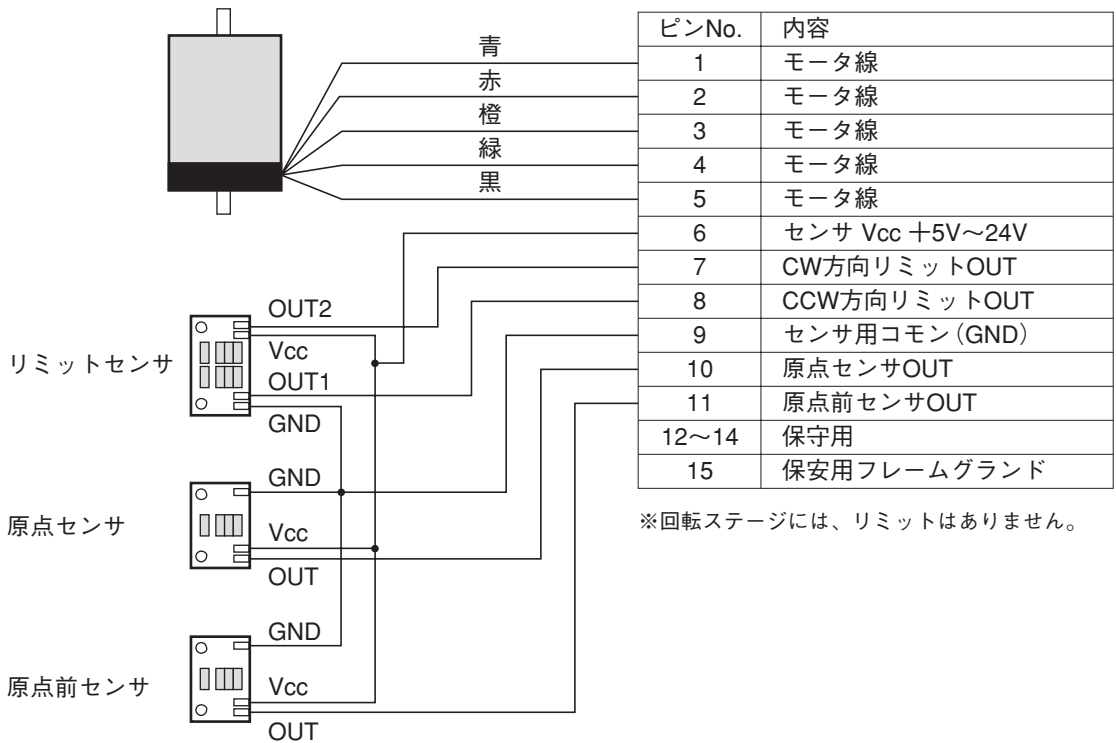 青
赤
橙
緑
黒
ピンNo. 内容
1 モータ線
2 モータ線
3 モータ線
4 モータ線
5 モータ線
6 センサ Vcc +5V〜24V
7 CW方向リミットOUT
8 CCW方向リミットOUT
9 センサ用コモン(GND)
10 原点センサOUT
11 原点前センサOUT
12〜14 保守用
15 保安用フレームグランド
※回転ステージには、リミットはありません。
リミットセンサ
OUT2
Vcc
OUT1
GND
原点センサ
GND
Vcc
OUT
原点前センサ
GND
Vcc
OUT